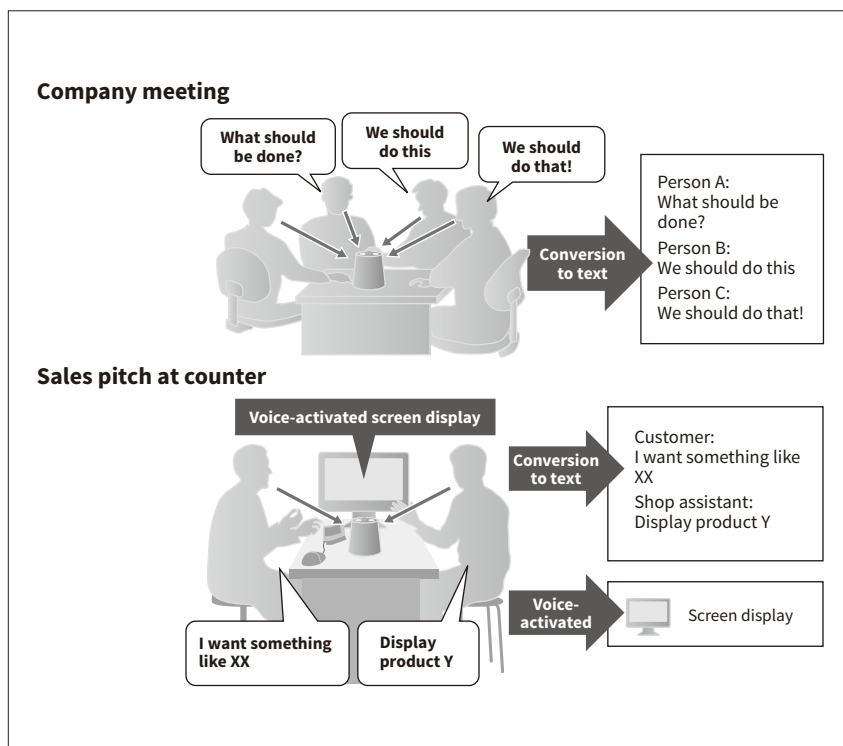 Company meeting
What should
be done?
We should
do this
We should
do that!
Conversion
to text
Person A:
What should be
done?
Person B:
We should do this
Person C:
We should do that!
Sales pitch at counter
Voice-activated screen display
Conversion
to text
Customer:
I want something like
XX
Shop assistant:
Display product Y
I want something
like XX
Display
product Y
Voice-
activated
Screen display